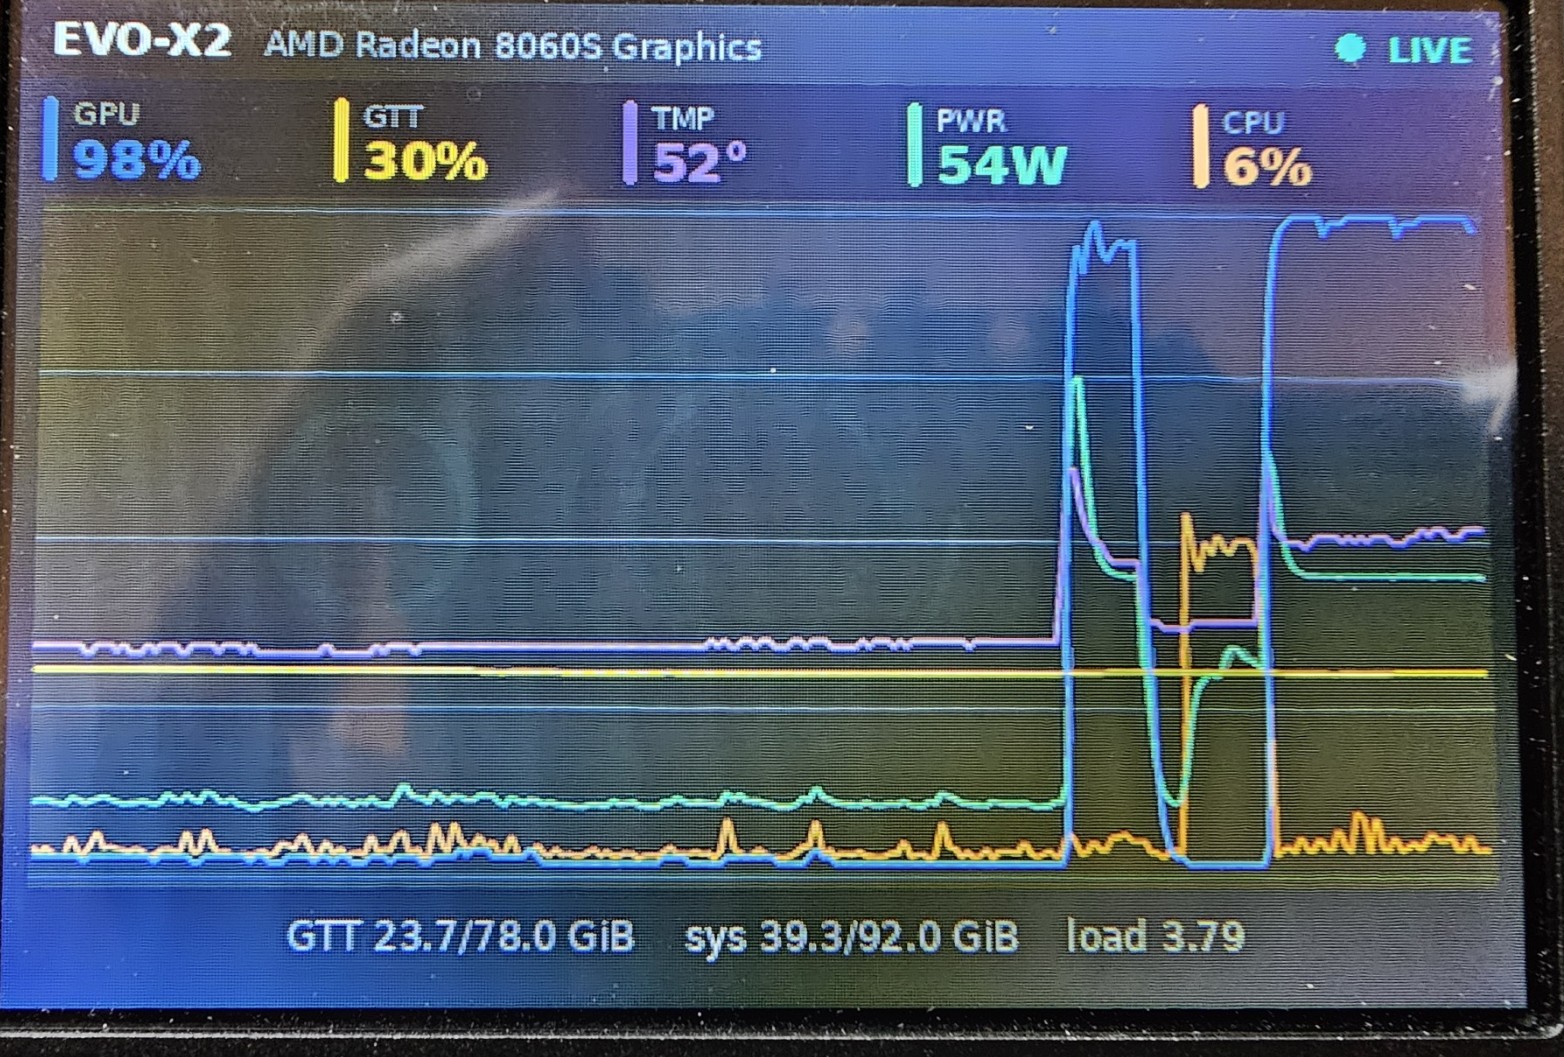 EVO-X2 AMD Radeon 8060S Graphics LIVE
GPU GTT TMP PWR CPU
98% 30% 52° 54W 6%
GTT 23.7/78.0 GiB sys 39.3/92.0 GiB load 3.79